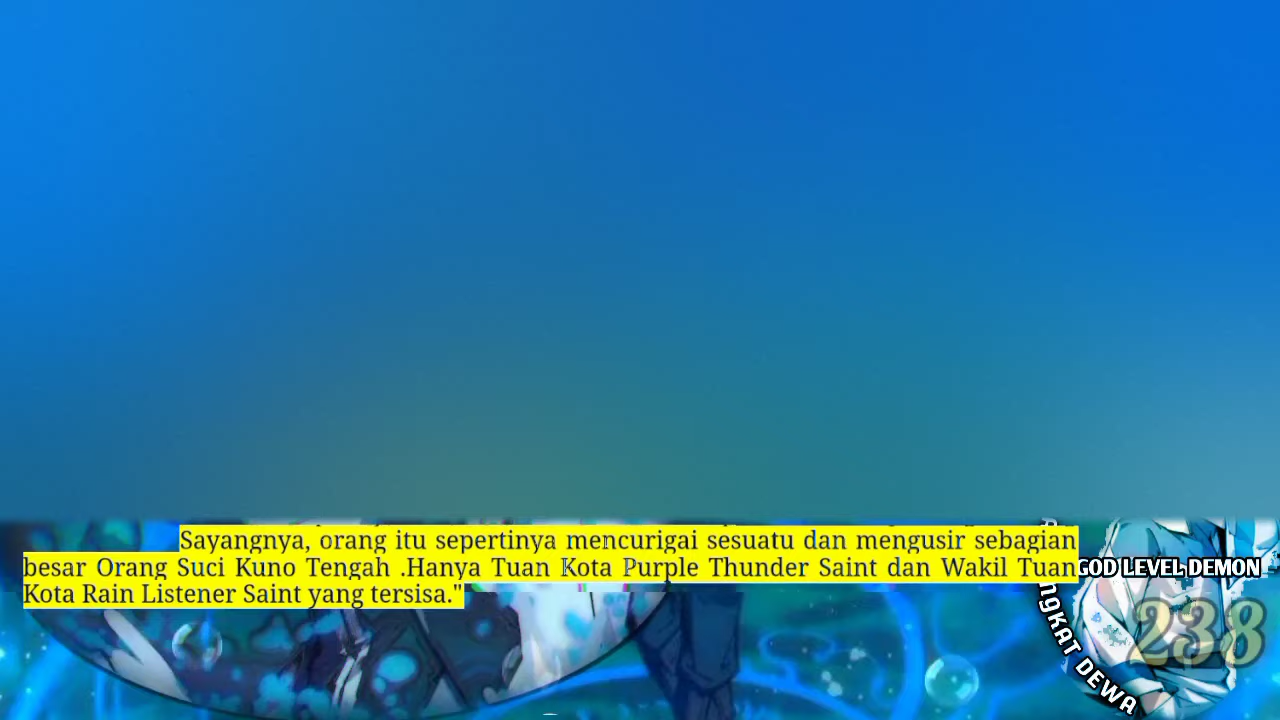 Sayangnya, orang itu sepertinya mencurigai sesuatu dan mengusir sebagian
besar Orang Suci Kuno Tengah .Hanya Tuan Kota Purple Thunder Saint dan Wakil Tuan
Kota Rain Listener Saint yang tersisa."
GOD LEVEL DEMON
238
NGKAT DEWA